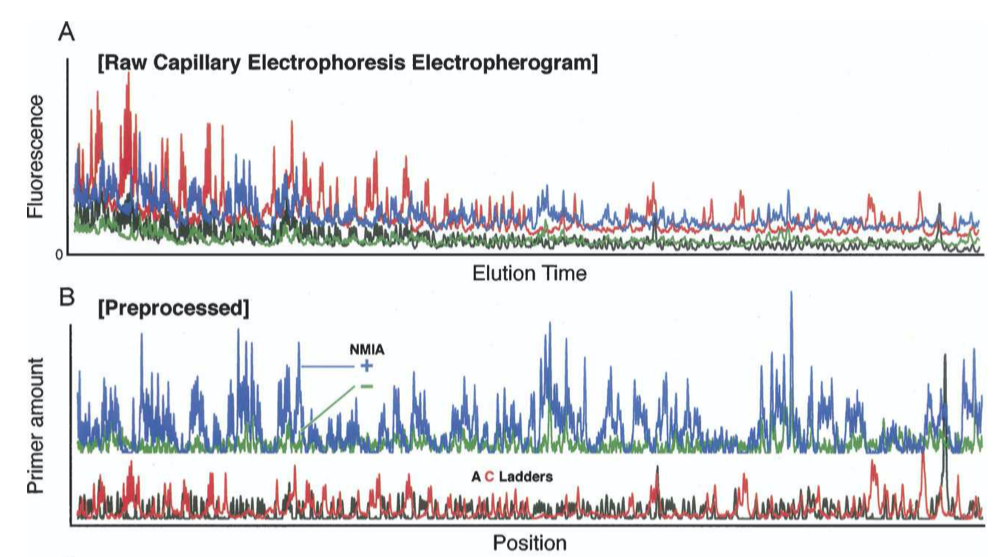 A
[Raw Capillary Electrophoresis Electropherogram]
Fluorescence
0
Elution Time
B
[Preprocessed]
NMIA
+
−
Primer amount
A C Ladders
Position